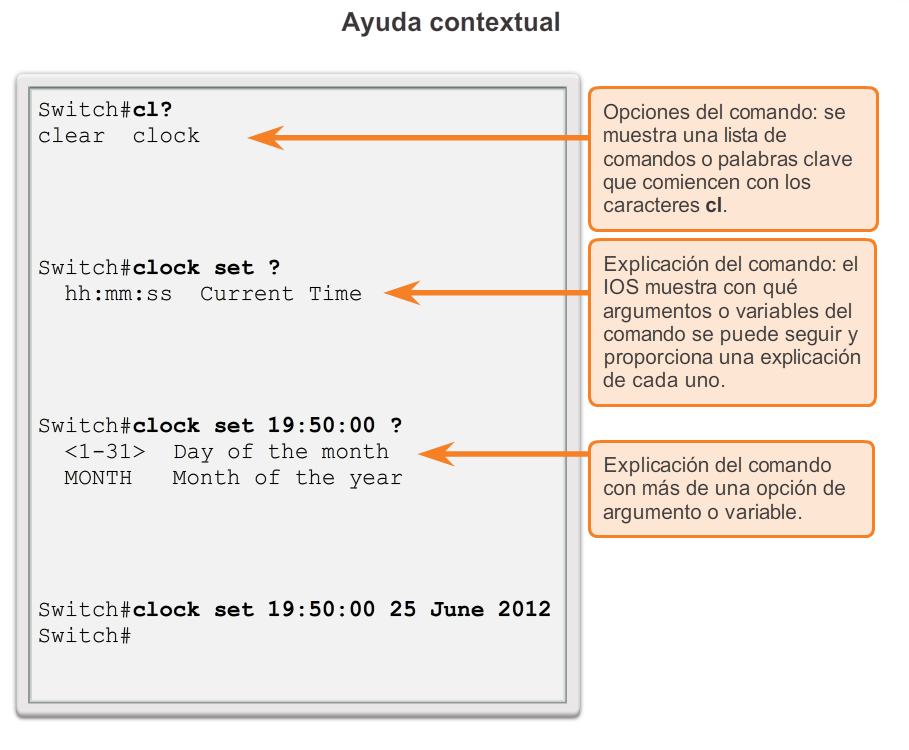 Ayuda contextual
Switch#cl?
clear  clock
Opciones del comando: se
muestra una lista de
comandos o palabras clave
que comiencen con los
caracteres cl.
Switch#clock set ?
  hh:mm:ss  Current Time
Explicación del comando: el
IOS muestra con qué
argumentos o variables del
comando se puede seguir y
proporciona una explicación
de cada uno.
Switch#clock set 19:50:00 ?
  <1-31>  Day of the month
  MONTH   Month of the year
Explicación del comando
con más de una opción de
argumento o variable.
Switch#clock set 19:50:00 25 June 2012
Switch#